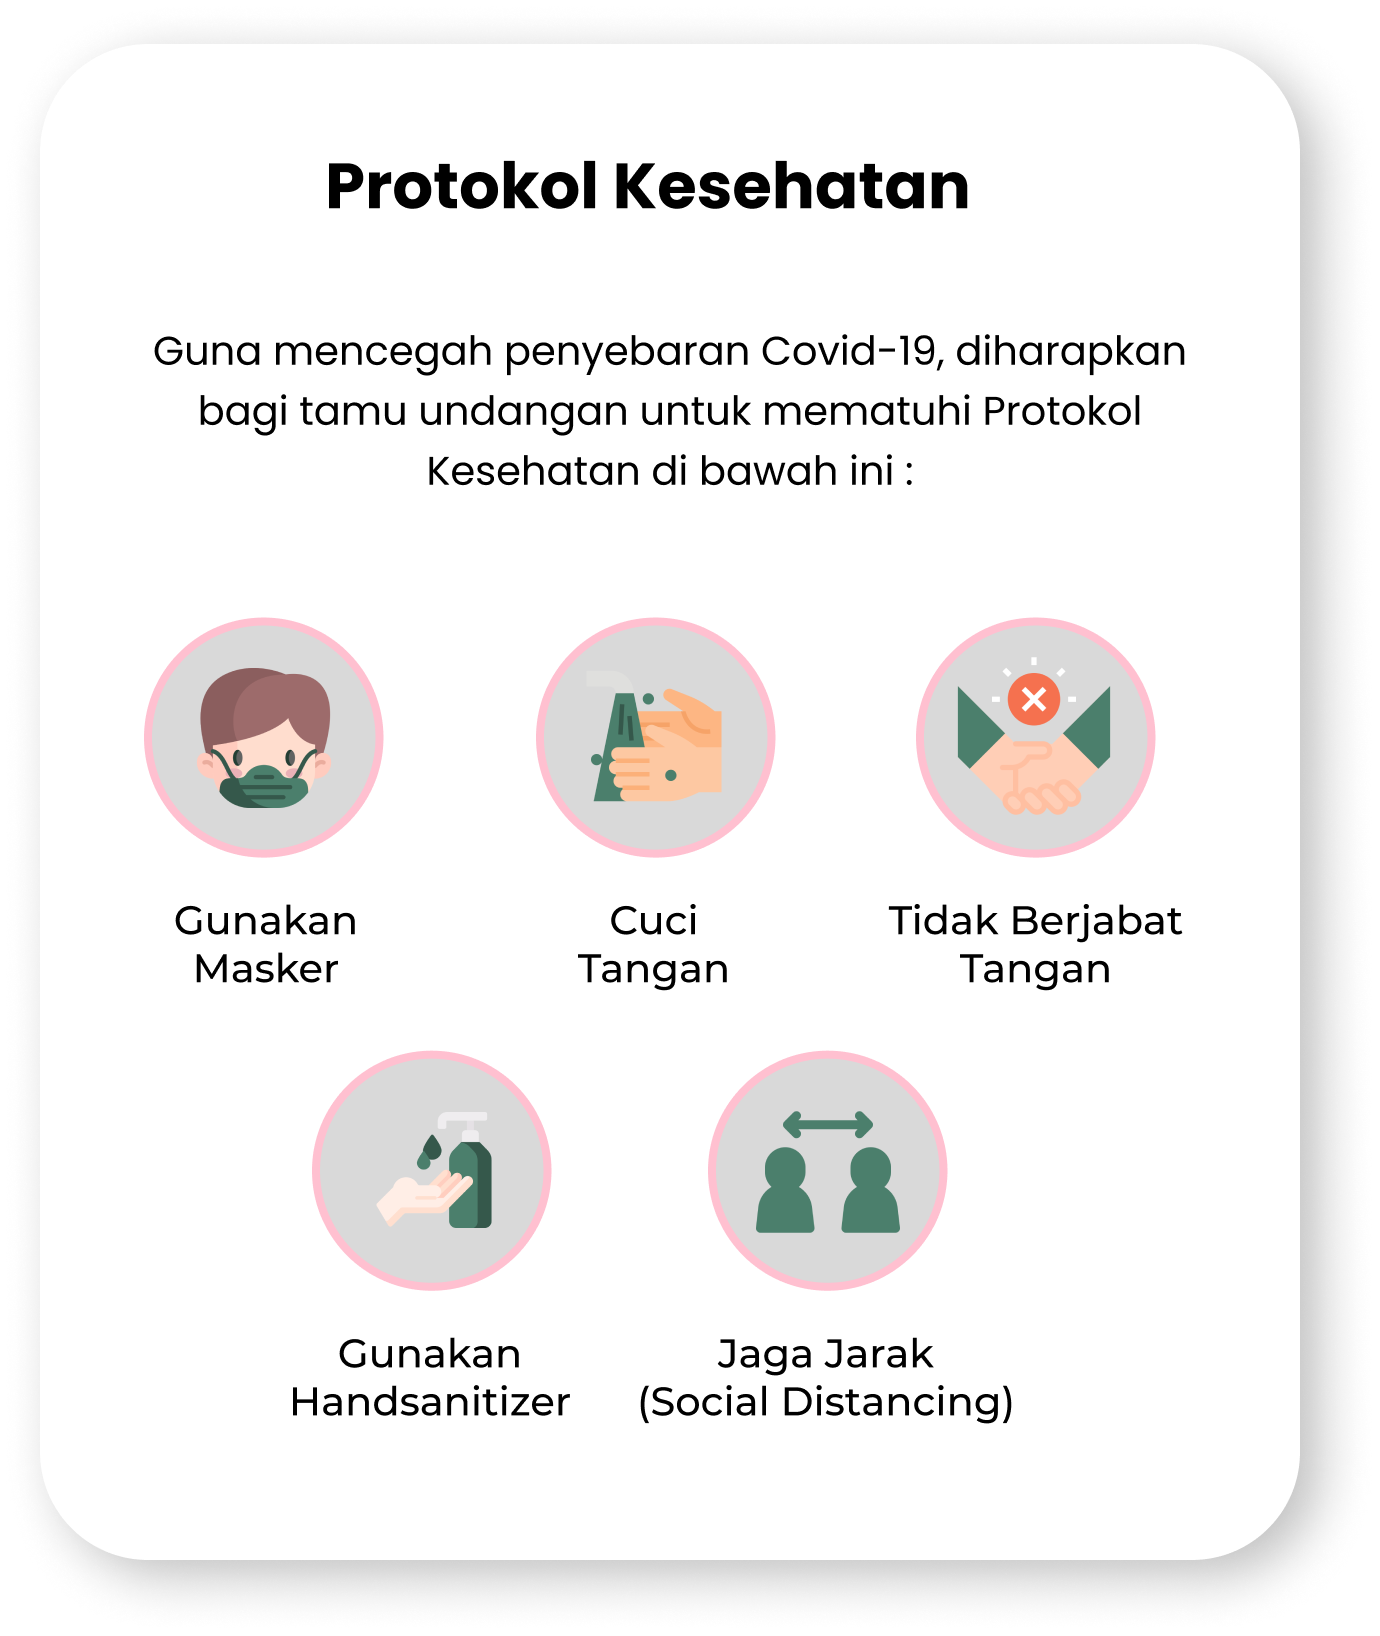 Protokol Kesehatan
Guna mencegah penyebaran Covid-19, diharapkan
bagi tamu undangan untuk mematuhi Protokol
Kesehatan di bawah ini :
Gunakan
Masker
Cuci
Tangan
Tidak Berjabat
Tangan
Gunakan
Handsanitizer
Jaga Jarak
(Social Distancing)